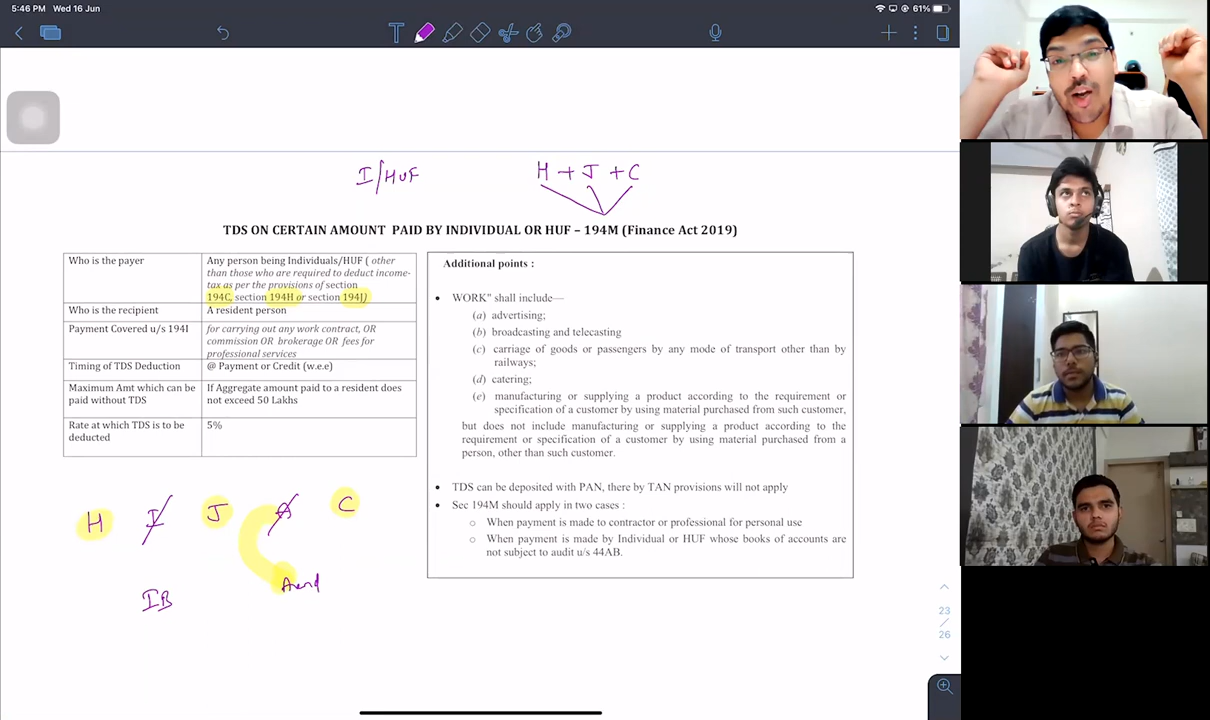 5:46 PM Wed 16 Jun
61%
T
I/HUF
H + J + C
TDS ON CERTAIN AMOUNT PAID BY INDIVIDUAL OR HUF – 194M (Finance Act 2019)
Who is the payer
Any person being Individuals/HUF ( other
than those who are required to deduct income-
tax as per the provisions of section
194C, section 194H or section 194J)
Who is the recipient
A resident person
Payment Covered u/s 194I
for carrying out any work contract, OR
commission OR brokerage OR fees for
professional services
Timing of TDS Deduction
@ Payment or Credit (w.e.e)
Maximum Amt which can be
paid without TDS
If Aggregate amount paid to a resident does
not exceed 50 Lakhs
Rate at which TDS is to be
deducted
5%
Additional points :
• WORK" shall include—
(a) advertising;
(b) broadcasting and telecasting
(c) carriage of goods or passengers by any mode of transport other than by
railways;
(d) catering;
(e) manufacturing or supplying a product according to the requirement or
specification of a customer by using material purchased from such customer,
but does not include manufacturing or supplying a product according to the
requirement or specification of a customer by using material purchased from a
person, other than such customer.
• TDS can be deposited with PAN, there by TAN provisions will not apply
• Sec 194M should apply in two cases :
o When payment is made to contractor or professional for personal use
o When payment is made by Individual or HUF whose books of accounts are
not subject to audit u/s 44AB.
H I J A C
IB
23
/
26